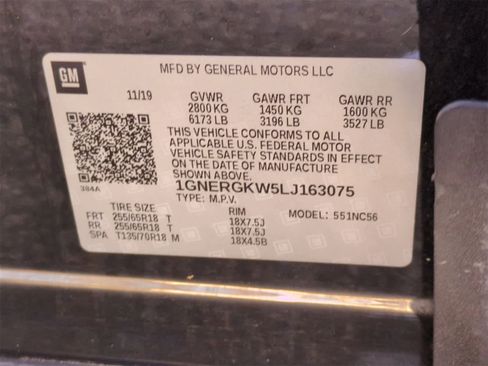 GM
MFD BY GENERAL MOTORS LLC
11/19 GVWR GAWR FRT GAWR RR
2800 KG 1450 KG 1600 KG
6173 LB 3196 LB 3527 LB
THIS VEHICLE CONFORMS TO ALL
APPLICABLE U.S. FEDERAL MOTOR
VEHICLE SAFETY STANDARDS IN EFFECT
ON THE DATE OF MANUFACTURE
SHOWN ABOVE.
384A 1GNERGKW5LJ163075
TYPE: M.P.V.
TIRE SIZE RIM MODEL: 551NC56
FRT 255/65R18 T 18X7.5J
RR 255/65R18 T 18X7.5J
SPA T135/70R18 M 18X4.5B